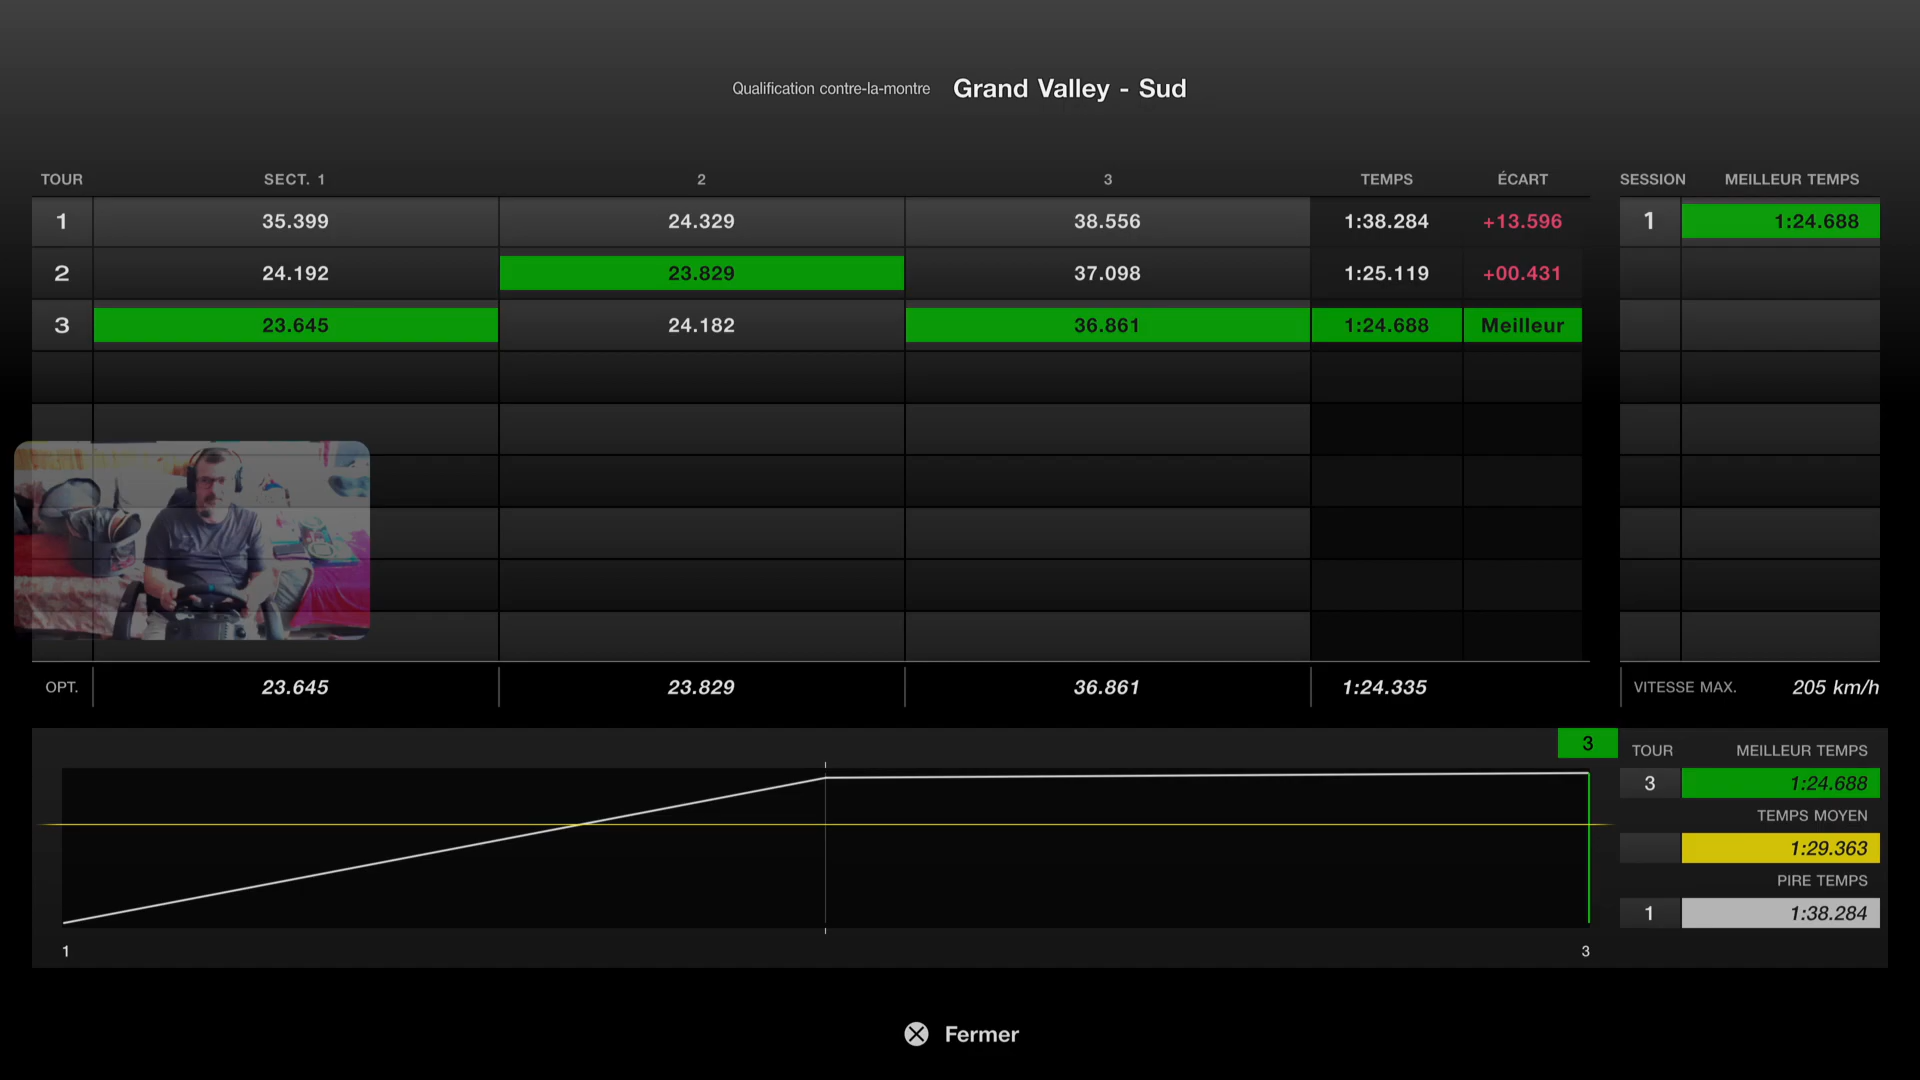 Qualification contre-la-montre Grand Valley - Sud
TOUR SECT. 1 2 3 TEMPS ÉCART SESSION MEILLEUR TEMPS
1 35.399 24.329 38.556 1:38.284 +13.596 1 1:24.688
2 24.192 23.829 37.098 1:25.119 +00.431
3 23.645 24.182 36.861 1:24.688 Meilleur
OPT. 23.645 23.829 36.861 1:24.335 VITESSE MAX. 205 km/h
3 TOUR MEILLEUR TEMPS
3 1:24.688
TEMPS MOYEN
1:29.363
PIRE TEMPS
1 1:38.284
1 3
Fermer